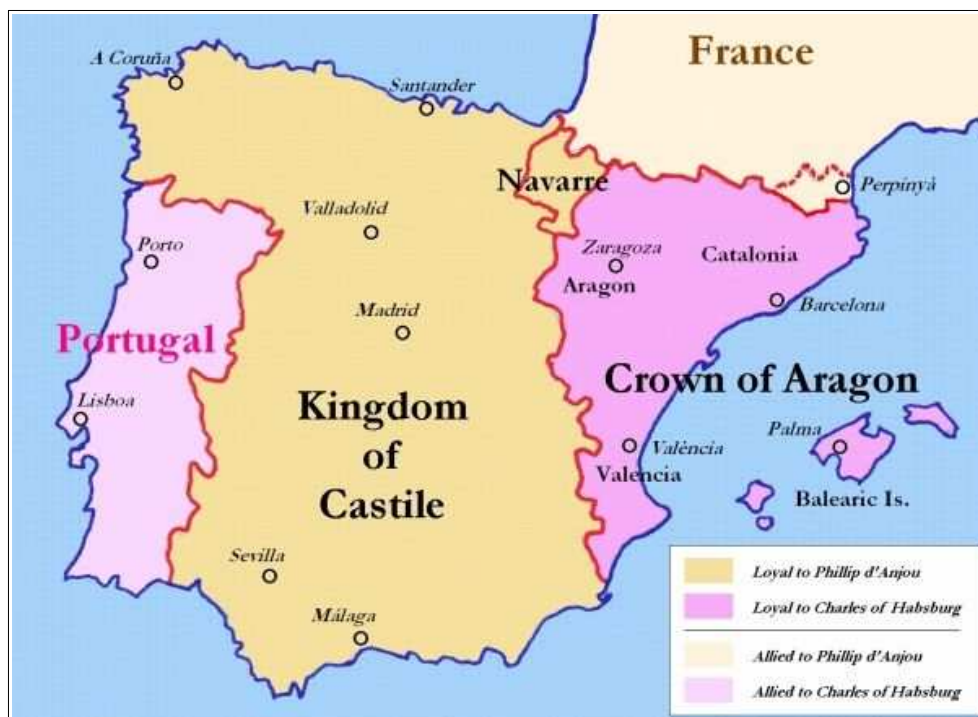 France
A Coruña
Santander
Navarre
Perpinyà
Valladolid
Porto
Zaragoza
Catalonia
Aragon
Madrid
Barcelona
Portugal
Crown of Aragon
Lisboa
Kingdom
of
Castile
Palma
València
Valencia
Balearic Is.
Sevilla
Málaga
Loyal to Phillip d'Anjou
Loyal to Charles of Habsburg
Allied to Phillip d'Anjou
Allied to Charles of Habsburg